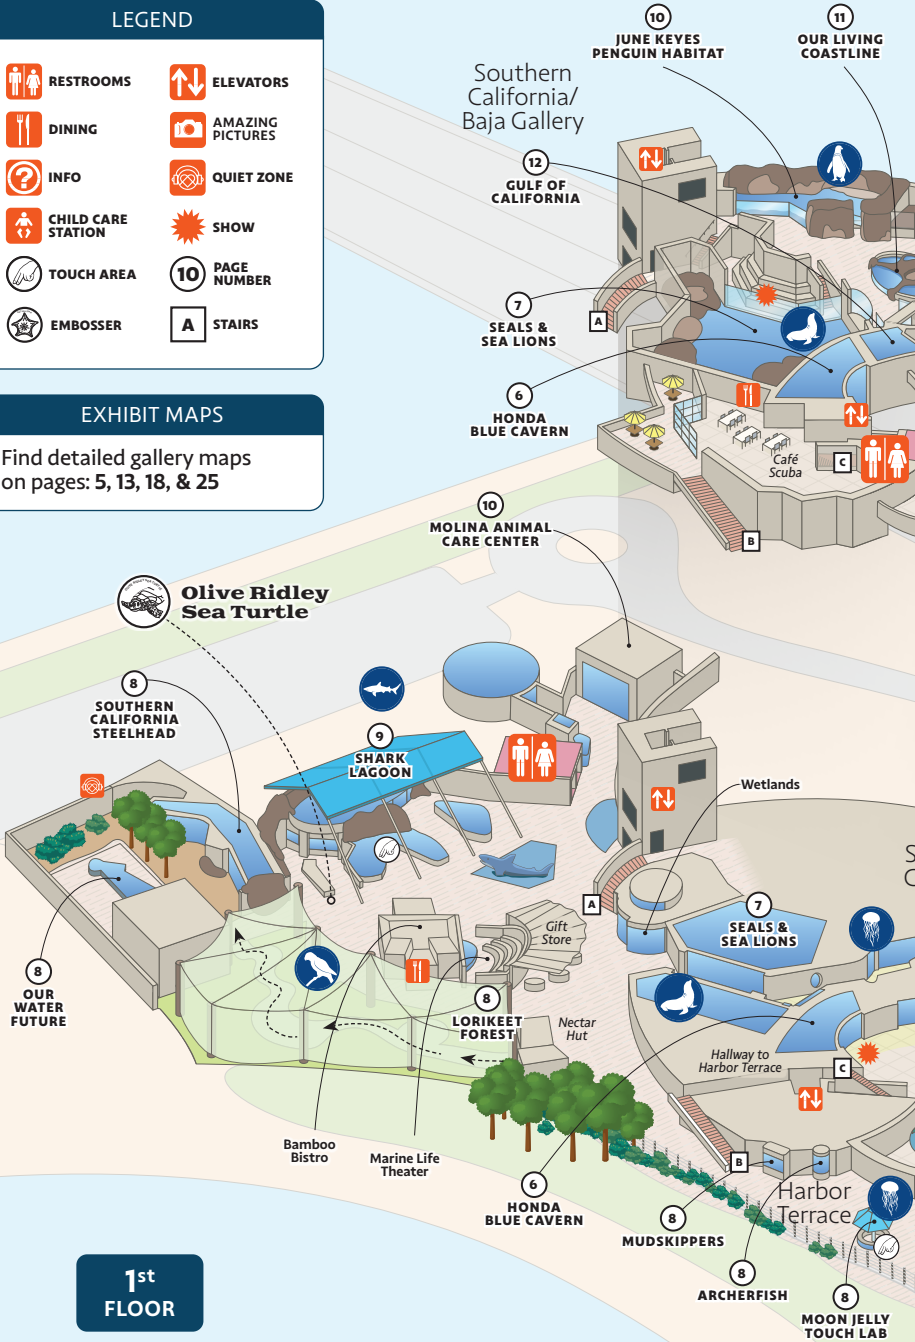 LEGEND
RESTROOMS
ELEVATORS
DINING
AMAZING
PICTURES
INFO
QUIET ZONE
CHILD CARE
STATION
SHOW
TOUCH AREA
10
PAGE
NUMBER
EMBOSSER
A
STAIRS
EXHIBIT MAPS
Find detailed gallery maps
on pages: 5, 13, 18, & 25
10
JUNE KEYES
PENGUIN HABITAT
11
OUR LIVING
COASTLINE
Southern
California/
Baja Gallery
12
GULF OF
CALIFORNIA
7
SEALS &
SEA LIONS
A
6
HONDA
BLUE CAVERN
Café
Scuba
C
B
10
MOLINA ANIMAL
CARE CENTER
Olive Ridley
Sea Turtle
8
SOUTHERN
CALIFORNIA
STEELHEAD
9
SHARK
LAGOON
Wetlands
A
7
SEALS &
SEA LIONS
Gift
Store
8
OUR
WATER
FUTURE
8
LORIKEET
FOREST
Nectar
Hut
Hallway to
Harbor Terrace
C
Bamboo
Bistro
Marine Life
Theater
B
6
HONDA
BLUE CAVERN
Harbor
Terrace
8
MUDSKIPPERS
8
ARCHERFISH
8
MOON JELLY
TOUCH LAB
1st
FLOOR